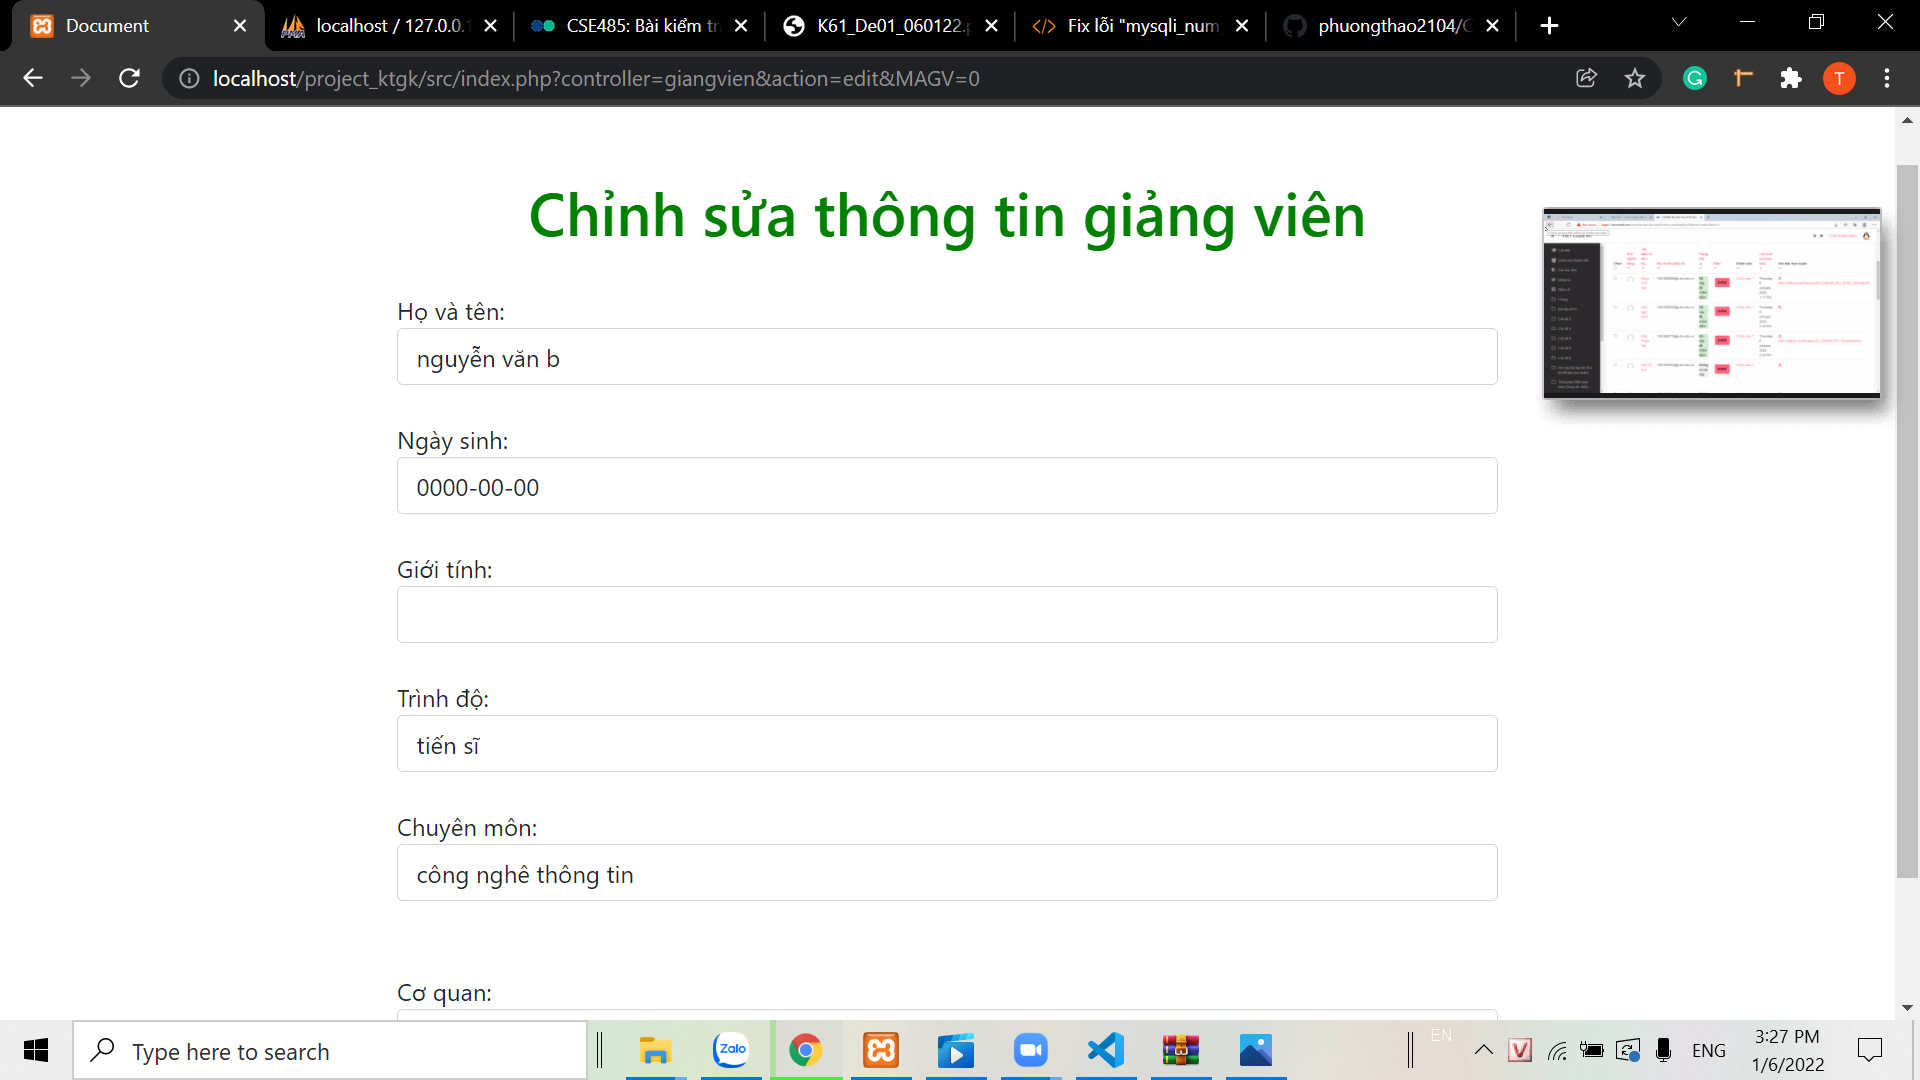 Document
localhost / 127.0.0.1
CSE485: Bài kiểm tr
K61_De01_060122.p
Fix lỗi "mysqli_num_
phuongthao2104/C
localhost/project_ktgk/src/index.php?controller=giangvien&action=edit&MAGV=0
T
Chỉnh sửa thông tin giảng viên
Họ và tên:
nguyễn văn b
Ngày sinh:
0000-00-00
Giới tính:
Trình độ:
tiến sĩ
Chuyên môn:
công nghê thông tin
Cơ quan:
Type here to search
Zalo
EN
ENG
3:27 PM
1/6/2022